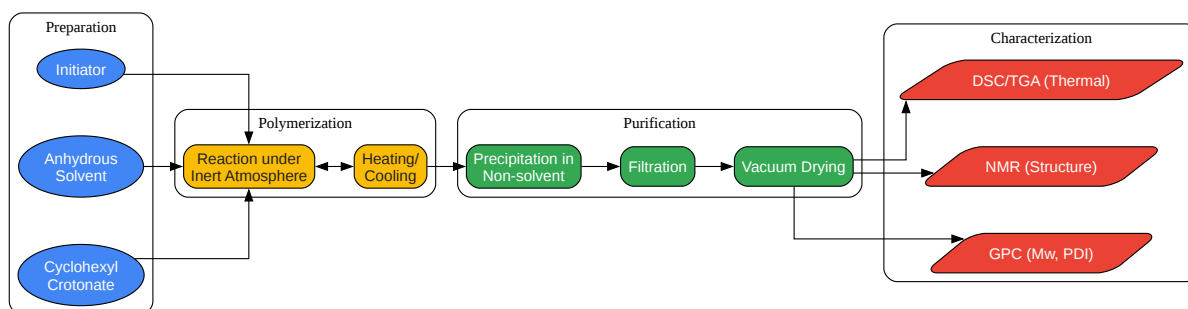 Preparation
Initiator
Anhydrous
Solvent
Cyclohexyl
Crotonate
Polymerization
Reaction under
Inert Atmosphere
Heating/
Cooling
Purification
Precipitation in
Non-solvent
Filtration
Vacuum Drying
Characterization
DSC/TGA (Thermal)
NMR (Structure)
GPC (Mw, PDI)